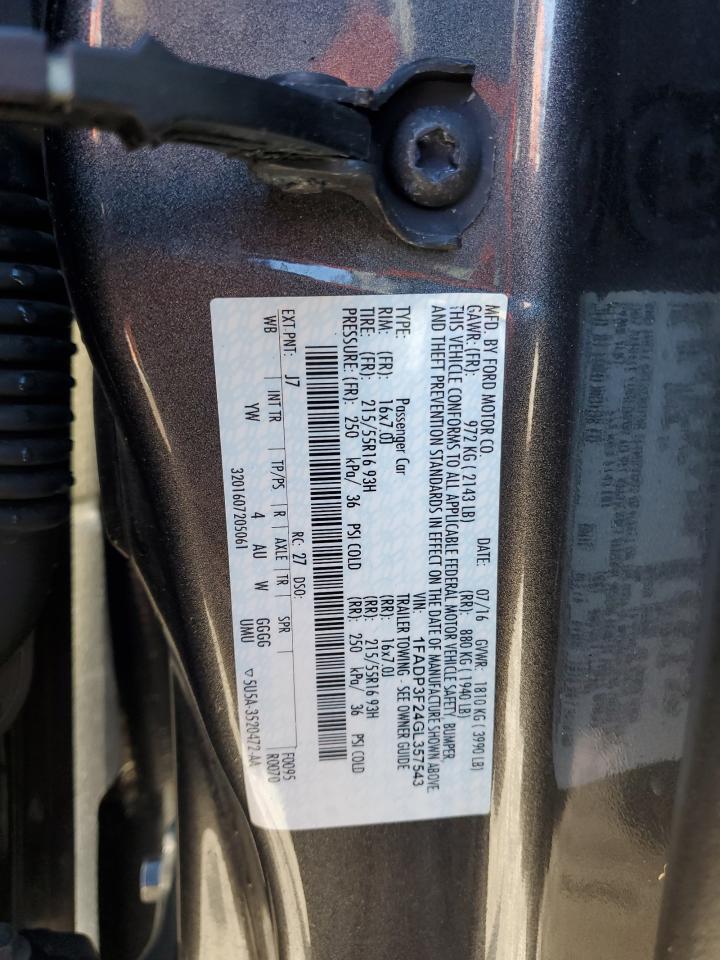 MFD. BY FORD MOTOR CO.
DATE: 07/16 GVWR: 1810 KG ( 3990 LB)
GAWR: (FR): 972 KG ( 2143 LB) (RR): 880 KG ( 1940 LB)
THIS VEHICLE CONFORMS TO ALL APPLICABLE FEDERAL MOTOR VEHICLE SAFETY, BUMPER
AND THEFT PREVENTION STANDARDS IN EFFECT ON THE DATE OF MANUFACTURE SHOWN ABOVE
VIN: 1FADP3F24GL357543
TYPE: Passenger Car TRAILER TOWING - SEE OWNER GUIDE
RIM: (FR): 16x7.0J (RR): 16x7.0J
TIRE: (FR): 215/55R16 93H (RR): 215/55R16 93H
PRESSURE: (FR): 250 kPa/ 36 PSI COLD (RR): 250 kPa/ 36 PSI COLD
EXT PNT: J7 RC: 27 DSO: F0095
WB INT TR TP/PS R AXLE TR SPR R0070
YW 4 AU W GGGG
3201607205061 UMU ▽ 5U5A-3520472-AA